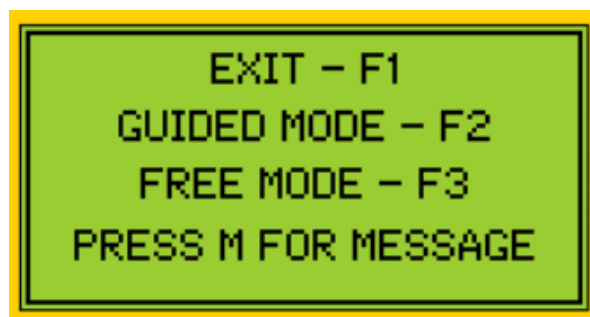 EXIT – F1
GUIDED MODE – F2
FREE MODE – F3
PRESS M FOR MESSAGE